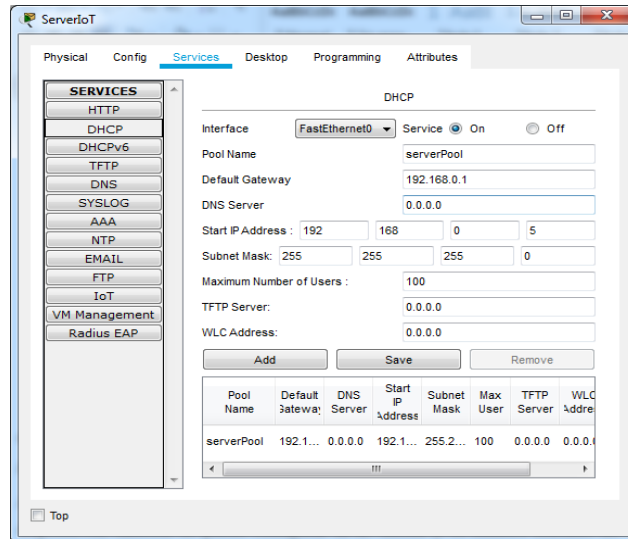 ServerIoT
Physical Config Services Desktop Programming Attributes
SERVICES
HTTP
DHCP
DHCPv6
TFTP
DNS
SYSLOG
AAA
NTP
EMAIL
FTP
IoT
VM Management
Radius EAP
DHCP
Interface FastEthernet0 Service On Off
Pool Name serverPool
Default Gateway 192.168.0.1
DNS Server 0.0.0.0
Start IP Address : 192 168 0 5
Subnet Mask: 255 255 255 0
Maximum Number of Users : 100
TFTP Server: 0.0.0.0
WLC Address: 0.0.0.0
Add Save Remove
Pool Name Default Gateway DNS Server Start IP Address Subnet Mask Max User TFTP Server WLC Addre
serverPool 192.1... 0.0.0.0 192.1... 255.2... 100 0.0.0.0 0.0.0.
Top